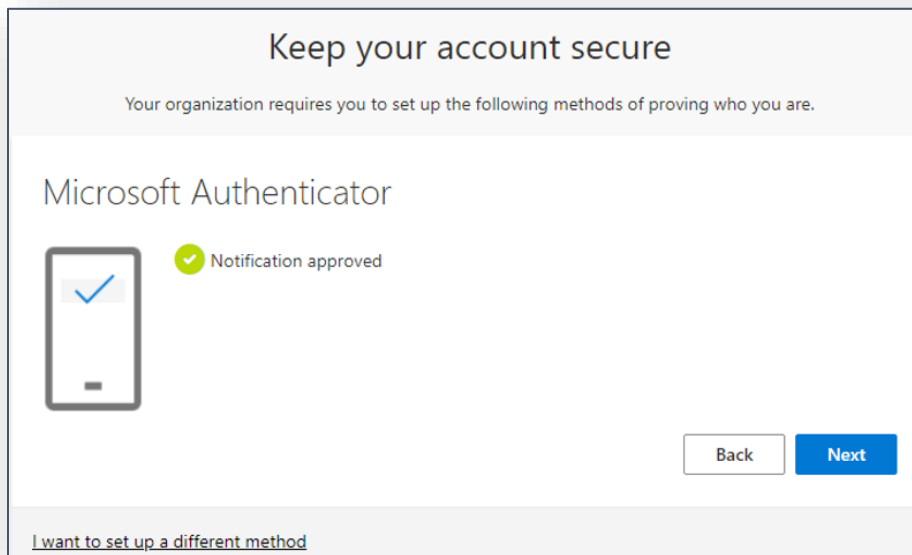 Keep your account secure
Your organization requires you to set up the following methods of proving who you are.
Microsoft Authenticator
Notification approved
Back
Next
I want to set up a different method